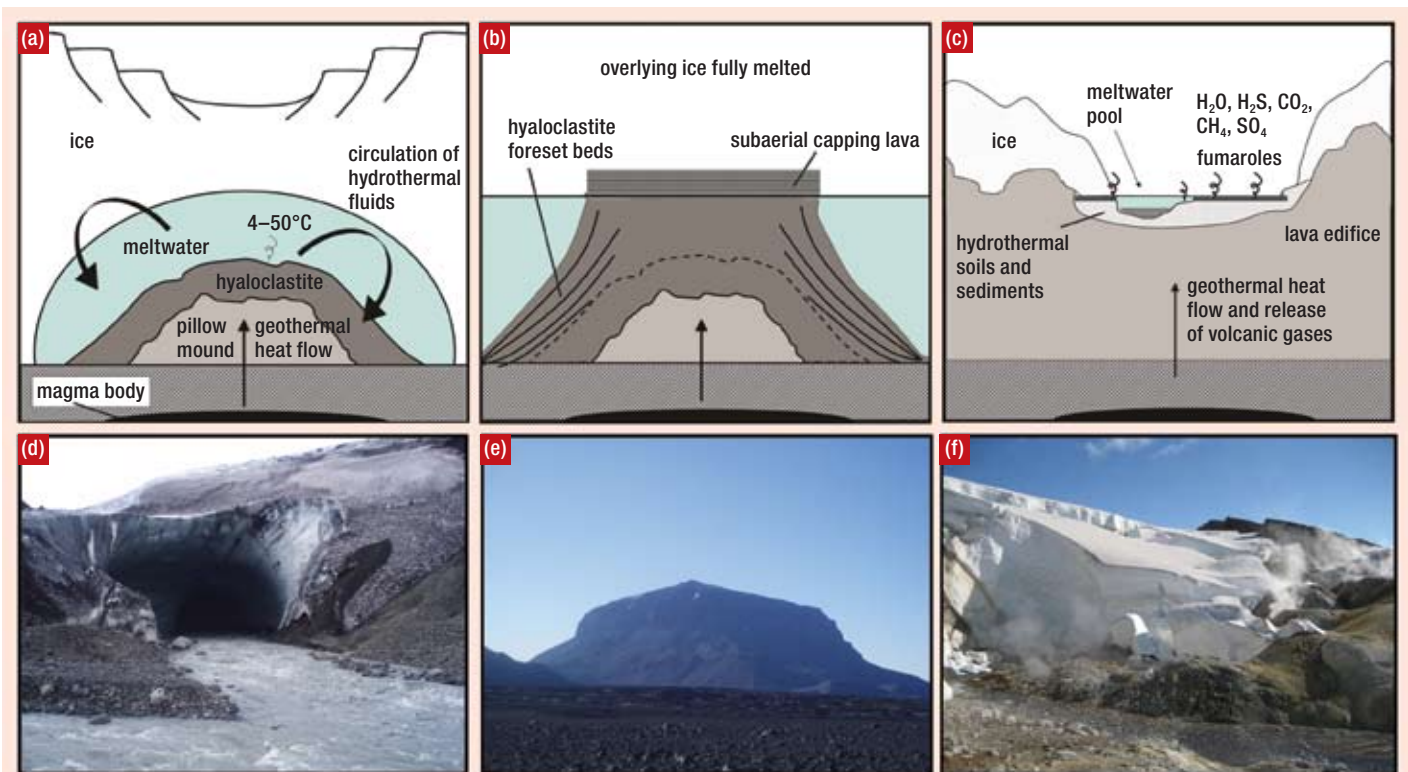 (a)
ice
circulation of
hydrothermal
fluids
4–50°C
meltwater
hyaloclastite
pillow
mound
geothermal
heat flow
magma body
(b)
overlying ice fully melted
hyaloclastite
foreset beds
subaerial capping lava
(c)
meltwater
pool
H₂O, H₂S, CO₂,
CH₄, SO₄
fumaroles
ice
hydrothermal
soils and
sediments
lava edifice
geothermal heat
flow and release
of volcanic gases
(d)
(e)
(f)